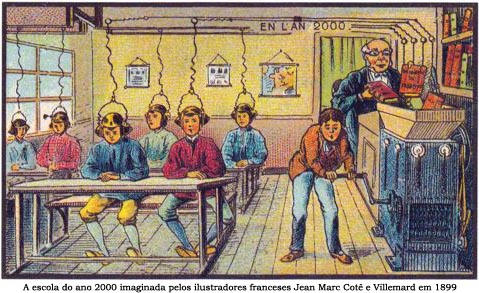 EN L'AN 2000
A escola do ano 2000 imaginada pelos ilustradores franceses Jean Marc Cotê e Villemard em 1899